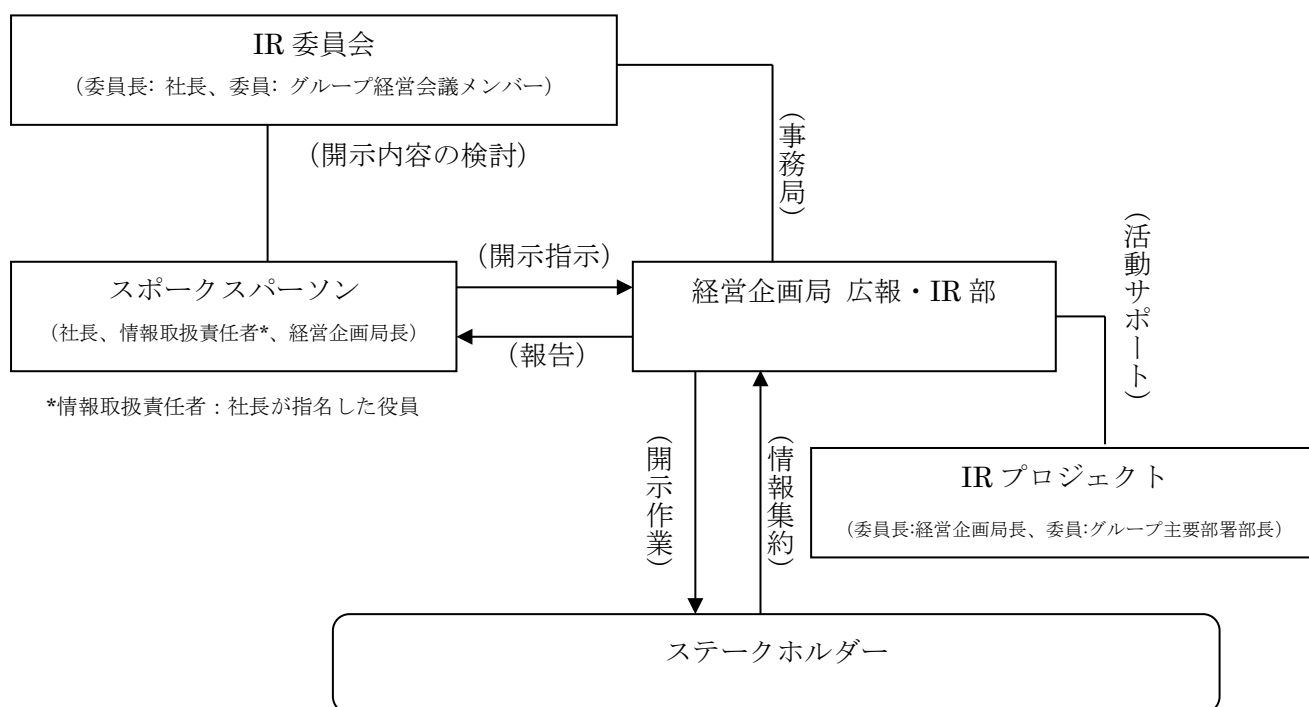 IR 委員会
（委員長: 社長、委員: グループ経営会議メンバー）
（開示内容の検討）
（事務局）
（活動サポート）
スポークスパーソン
（社長、情報取扱責任者*、経営企画局長）
（開示指示）
（報告）
経営企画局 広報・IR 部
*情報取扱責任者：社長が指名した役員
（開示作業）
（情報集約）
IR プロジェクト
（委員長:経営企画局長、委員:グループ主要部署部長）
ステークホルダー